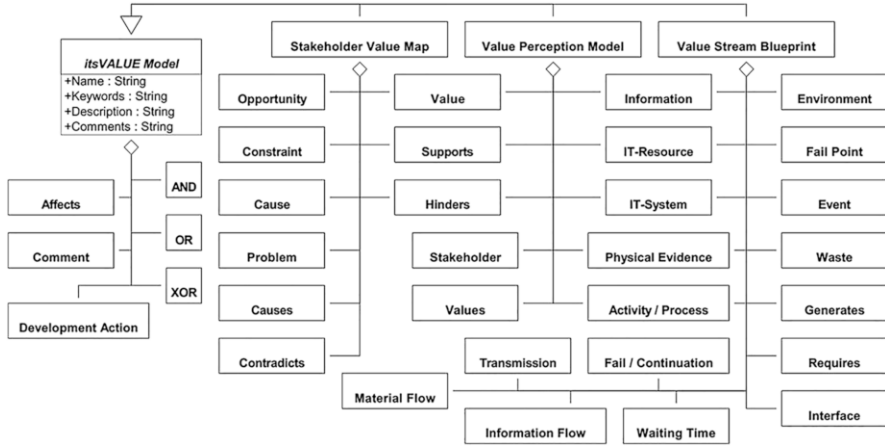 itsVALUE Model
+Name : String
+Keywords : String
+Description : String
+Comments : String
Stakeholder Value Map
Value Perception Model
Value Stream Blueprint
Opportunity
Value
Information
Environment
Constraint
Supports
IT-Resource
Fail Point
AND
Affects
Cause
Hinders
IT-System
Event
OR
Comment
Problem
Stakeholder
Physical Evidence
Waste
XOR
Development Action
Causes
Values
Activity / Process
Generates
Contradicts
Transmission
Fail / Continuation
Requires
Material Flow
Information Flow
Waiting Time
Interface